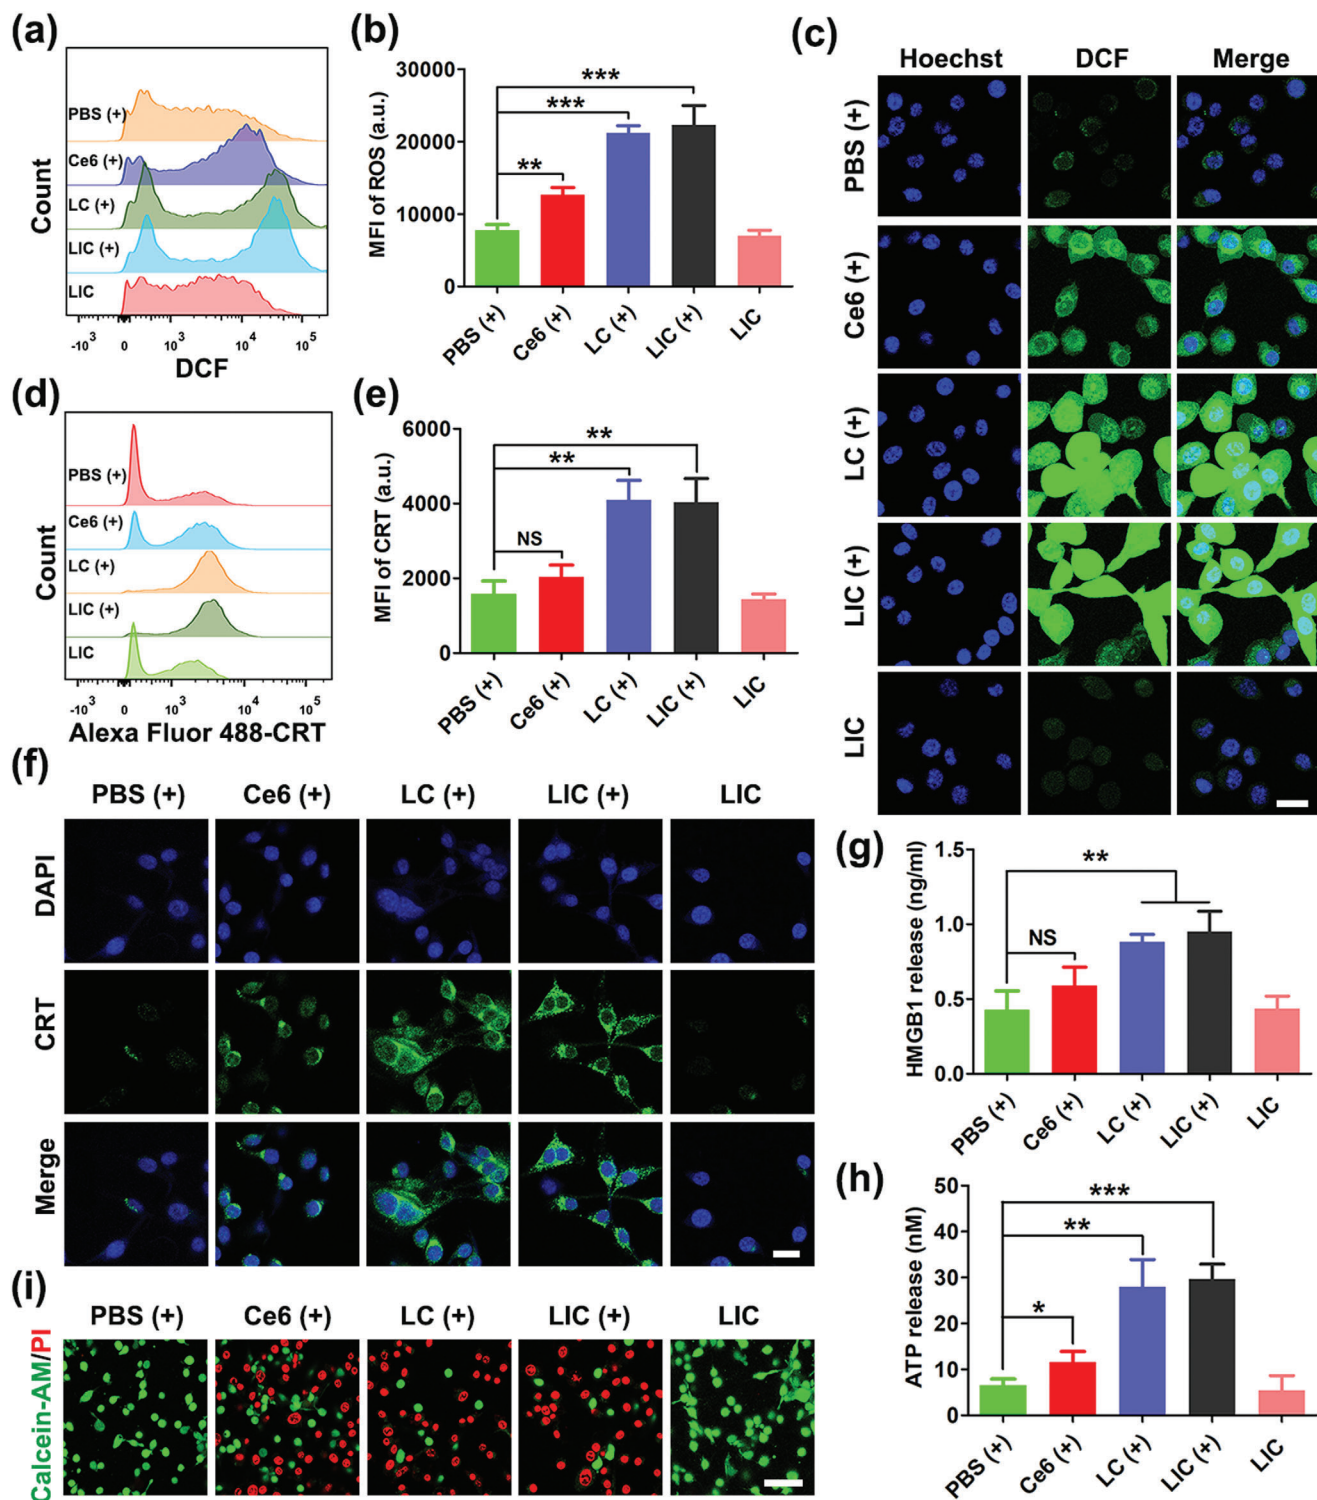 (a)
PBS (+)
Ce6 (+)
LC (+)
LIC (+)
LIC
Count
-10³ 0 10³ 10⁴ 10⁵
DCF
(b)
30000
20000
10000
0
MFI of ROS (a.u.)
***
***
**
PBS (+) Ce6 (+) LC (+) LIC (+) LIC
(c)
Hoechst DCF Merge
PBS (+)
Ce6 (+)
LC (+)
LIC (+)
LIC
(d)
PBS (+)
Ce6 (+)
LC (+)
LIC (+)
LIC
Count
-10³ 0 10³ 10⁴ 10⁵
Alexa Fluor 488-CRT
(e)
6000
4000
2000
0
MFI of CRT (a.u.)
**
**
NS
PBS (+) Ce6 (+) LC (+) LIC (+) LIC
(f)
PBS (+) Ce6 (+) LC (+) LIC (+) LIC
DAPI
CRT
Merge
(g)
1.5
1.0
0.5
0.0
HMGB1 release (ng/ml)
**
NS
PBS (+) Ce6 (+) LC (+) LIC (+) LIC
(h)
50
40
30
20
10
0
ATP release (nM)
***
**
*
PBS (+) Ce6 (+) LC (+) LIC (+) LIC
(i)
PBS (+) Ce6 (+) LC (+) LIC (+) LIC
Calcein-AM/PI